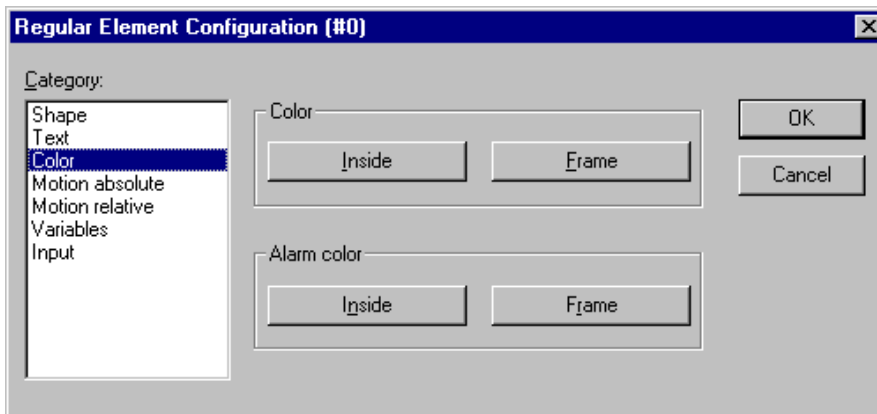 Regular Element Configuration (#0)
Category:
Shape
Text
Color
Motion absolute
Motion relative
Variables
Input
Color
Inside
Frame
Alarm color
Inside
Frame
OK
Cancel